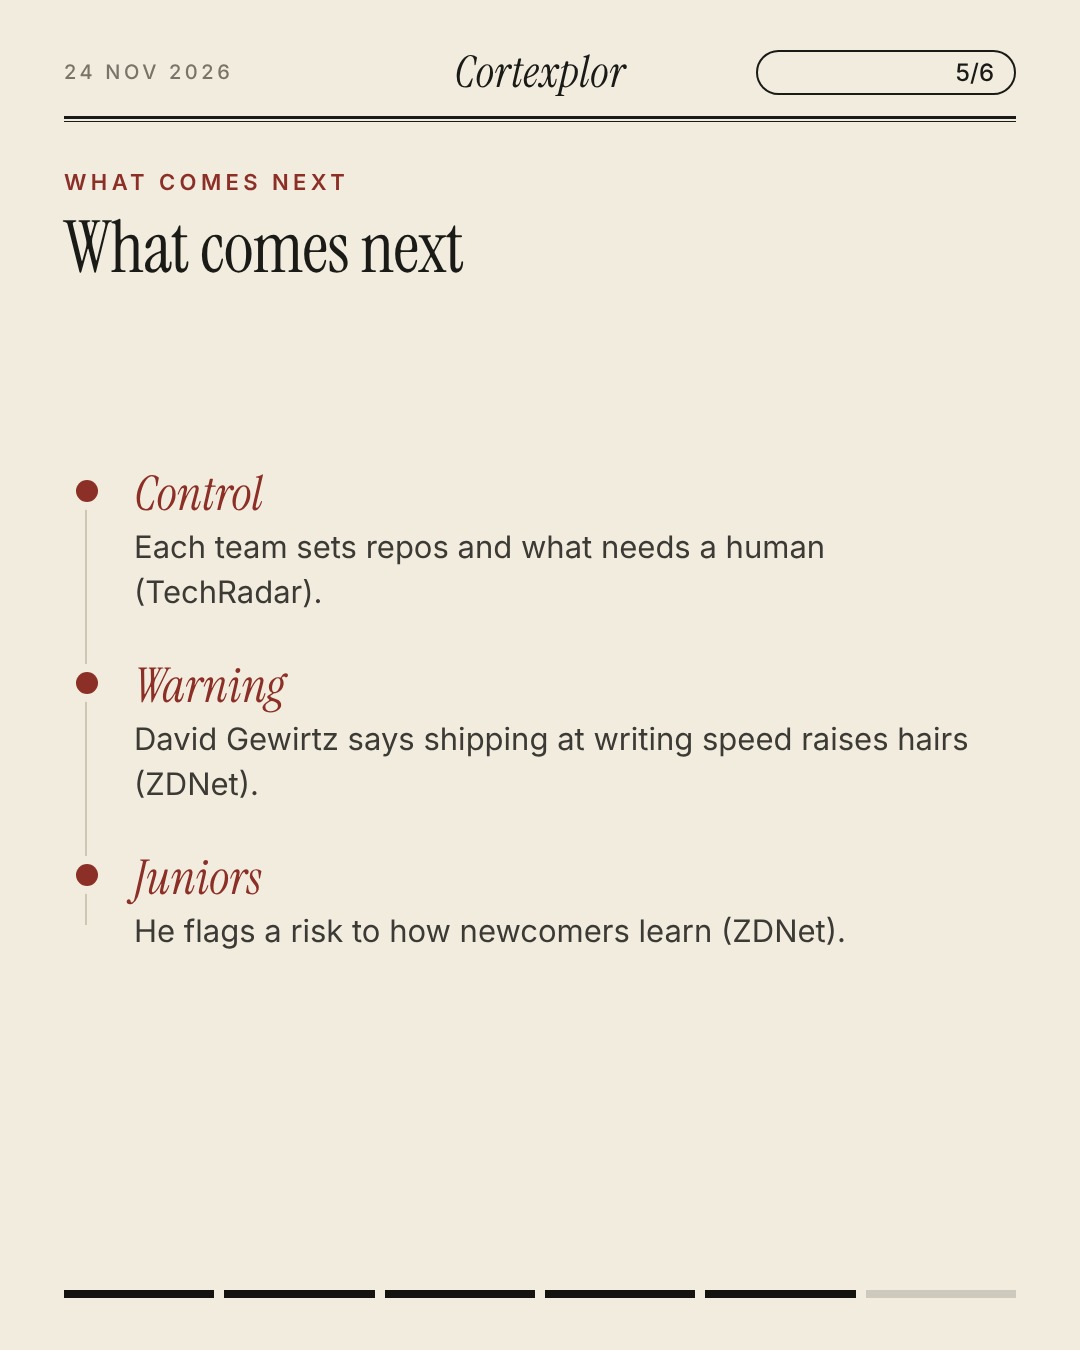 24 NOV 2026
Cortexplor
5/6
WHAT COMES NEXT
What comes next
Control
Each team sets repos and what needs a human
(TechRadar).
Warning
David Gewirtz says shipping at writing speed raises hairs
(ZDNet).
Juniors
He flags a risk to how newcomers learn (ZDNet).